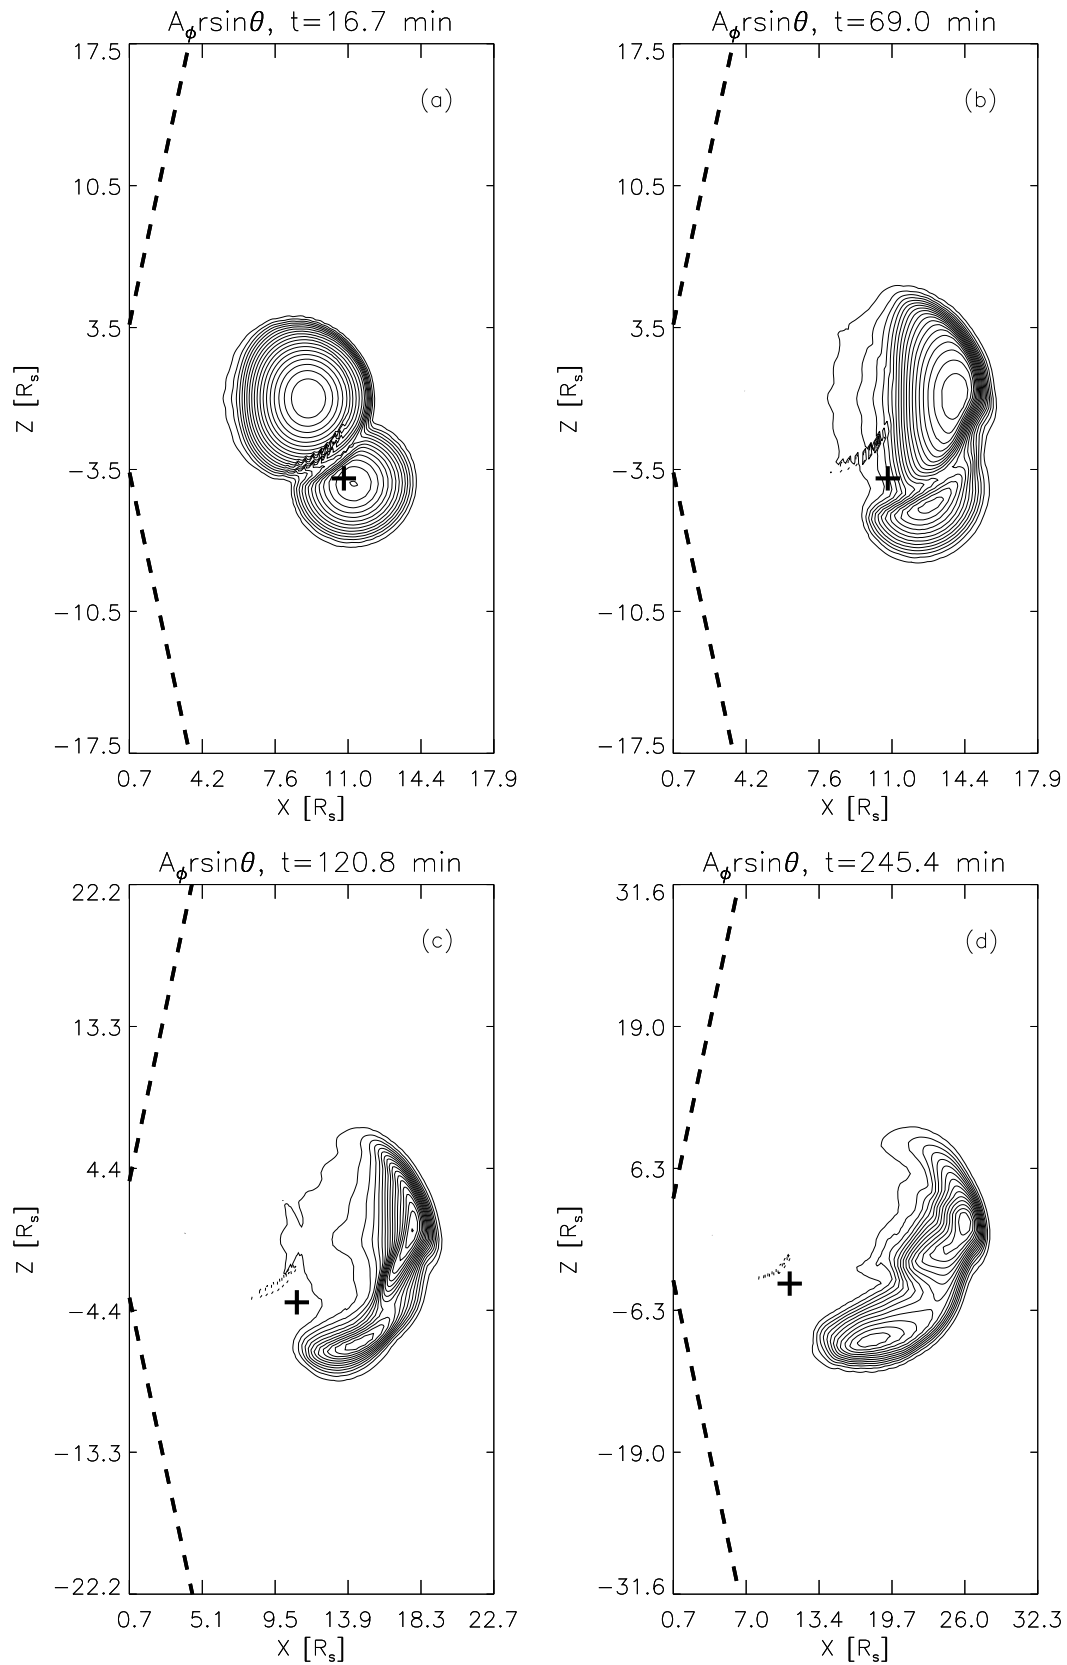 A_ϕ rsinθ, t=16.7 min
17.5
10.5
3.5
−3.5
−10.5
−17.5
Z [R_s]
(a)
0.7 4.2 7.6 11.0 14.4 17.9
X [R_s]
A_ϕ rsinθ, t=69.0 min
17.5
10.5
3.5
−3.5
−10.5
−17.5
Z [R_s]
(b)
0.7 4.2 7.6 11.0 14.4 17.9
X [R_s]
A_ϕ rsinθ, t=120.8 min
22.2
13.3
4.4
−4.4
−13.3
−22.2
Z [R_s]
(c)
0.7 5.1 9.5 13.9 18.3 22.7
X [R_s]
A_ϕ rsinθ, t=245.4 min
31.6
19.0
6.3
−6.3
−19.0
−31.6
Z [R_s]
(d)
0.7 7.0 13.4 19.7 26.0 32.3
X [R_s]